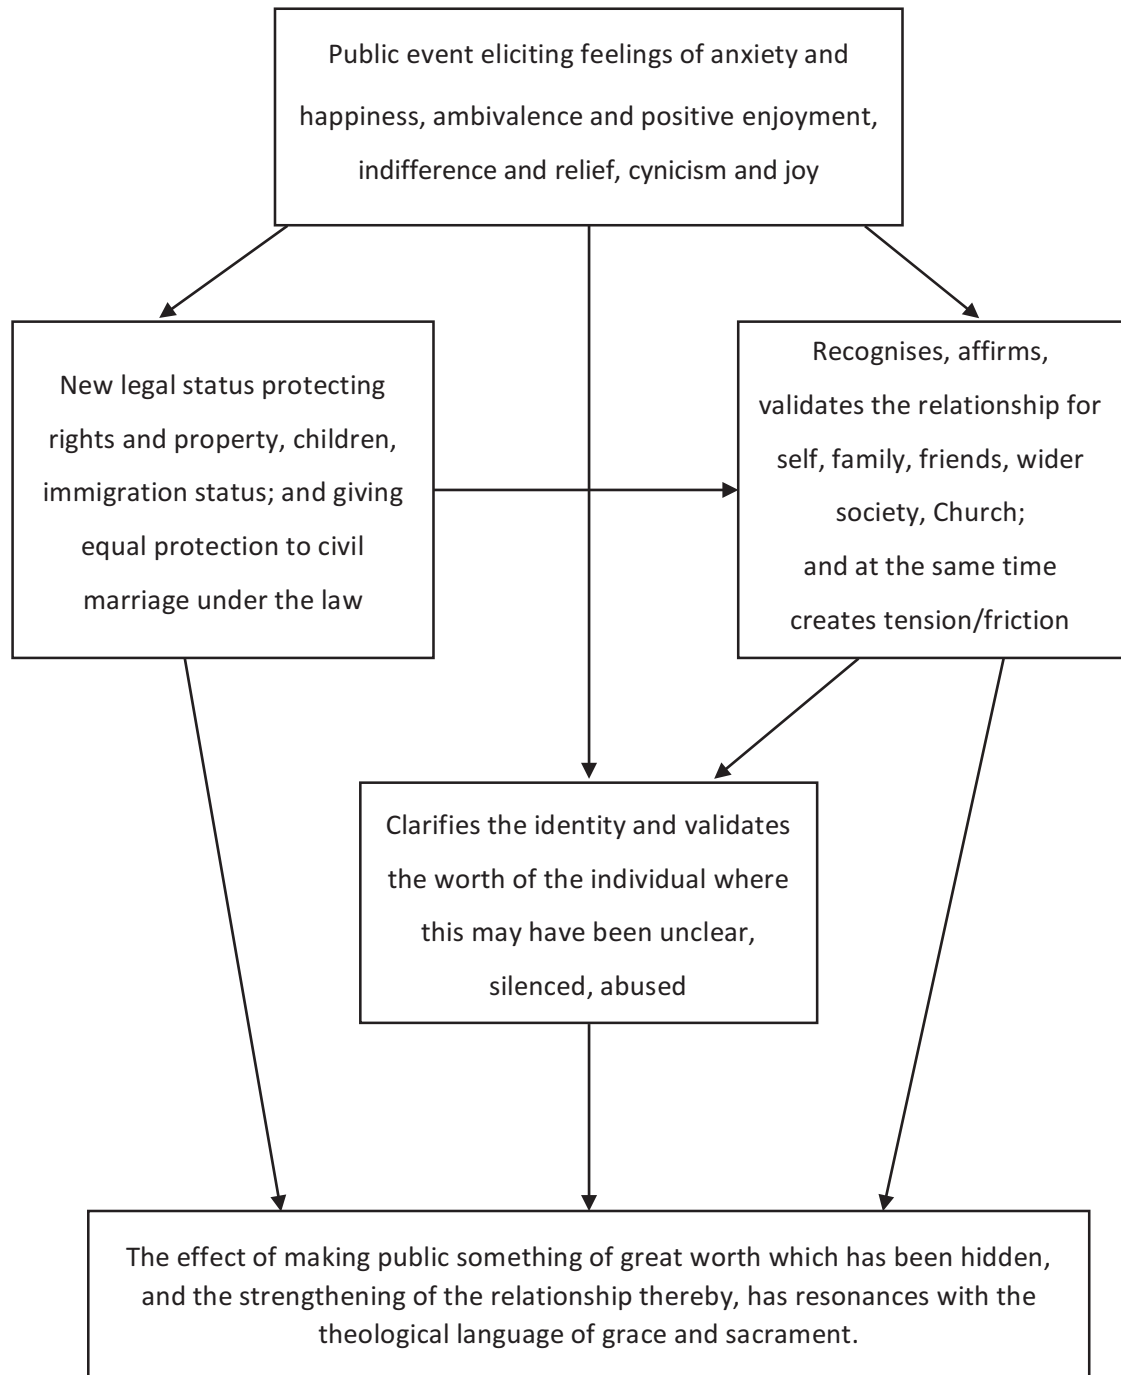 Public event eliciting feelings of anxiety and
happiness, ambivalence and positive enjoyment,
indifference and relief, cynicism and joy
New legal status protecting
rights and property, children,
immigration status; and giving
equal protection to civil
marriage under the law
Recognises, affirms,
validates the relationship for
self, family, friends, wider
society, Church;
and at the same time
creates tension/friction
Clarifies the identity and validates
the worth of the individual where
this may have been unclear,
silenced, abused
The effect of making public something of great worth which has been hidden,
and the strengthening of the relationship thereby, has resonances with the
theological language of grace and sacrament.